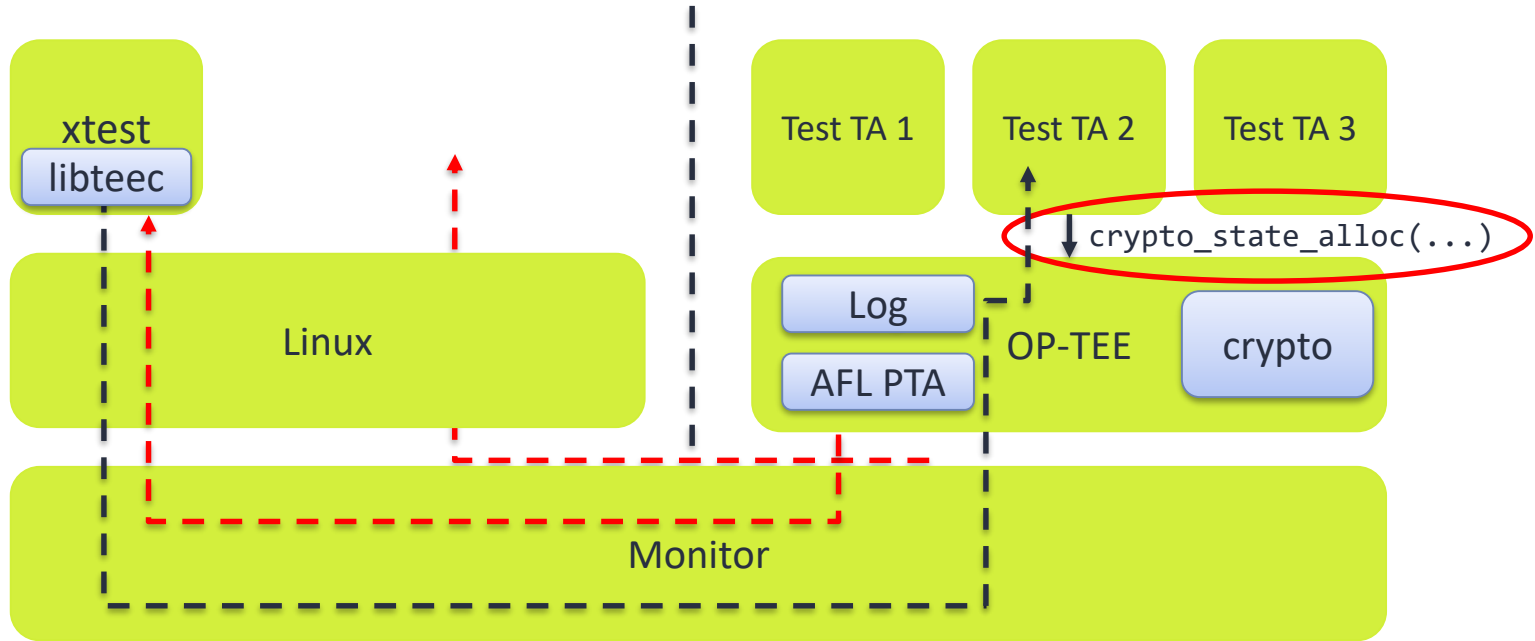 xtest
libteec
Test TA 1
Test TA 2
Test TA 3
crypto_state_alloc(...)
Linux
Log
AFL PTA
OP-TEE
crypto
Monitor